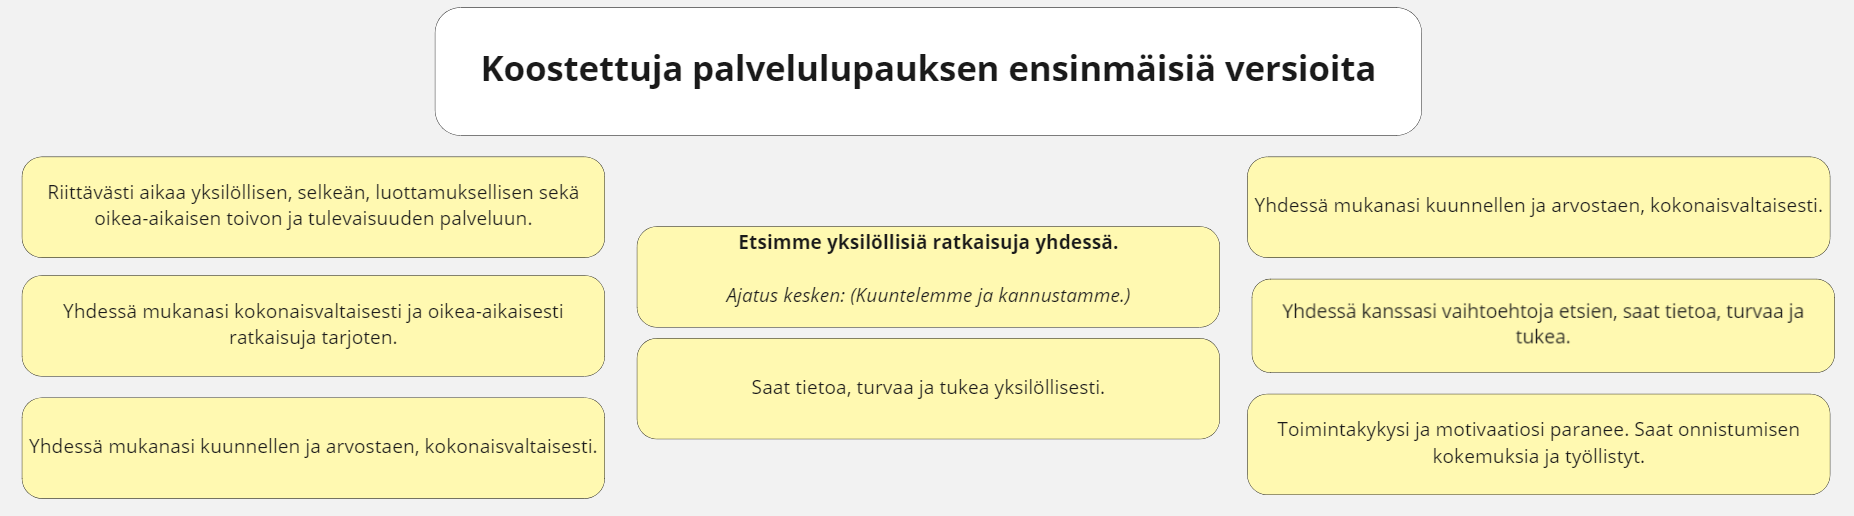 Koostettuja palvelulupauksen ensinmäisiä versioita
Riittävästi aikaa yksilöllisen, selkeän, luottamuksellisen sekä
oikea-aikaisen toivon ja tulevaisuuden palveluun.
Yhdessä mukanasi kokonaisvaltaisesti ja oikea-aikaisesti
ratkaisuja tarjoten.
Yhdessä mukanasi kuunnellen ja arvostaen, kokonaisvaltaisesti.
Etsimme yksilöllisiä ratkaisuja yhdessä.
Ajatus kesken: (Kuuntelemme ja kannustamme.)
Saat tietoa, turvaa ja tukea yksilöllisesti.
Yhdessä mukanasi kuunnellen ja arvostaen, kokonaisvaltaisesti.
Yhdessä kanssasi vaihtoehtoja etsien, saat tietoa, turvaa ja
tukea.
Toimintakykysi ja motivaatiosi paranee. Saat onnistumisen
kokemuksia ja työllistyt.